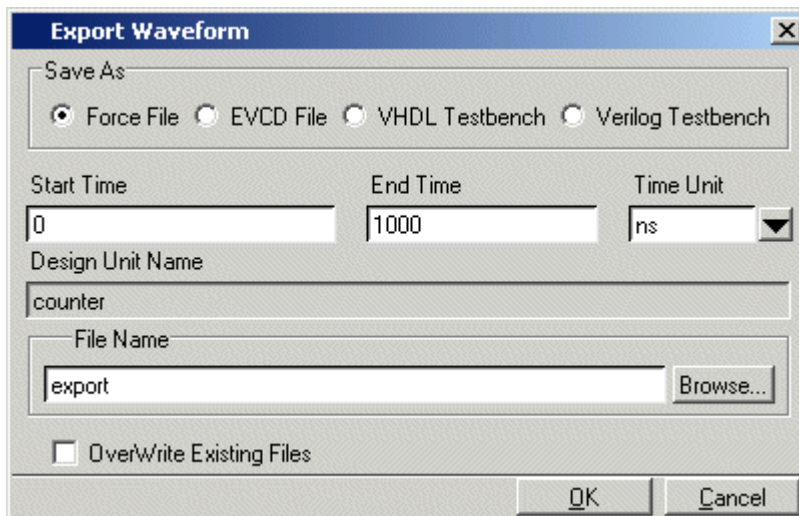 Export Waveform
Save As
Force File EVCD File VHDL Testbench Verilog Testbench
Start Time End Time Time Unit
0 1000 ns
Design Unit Name
counter
File Name
export Browse...
OverWrite Existing Files
OK Cancel